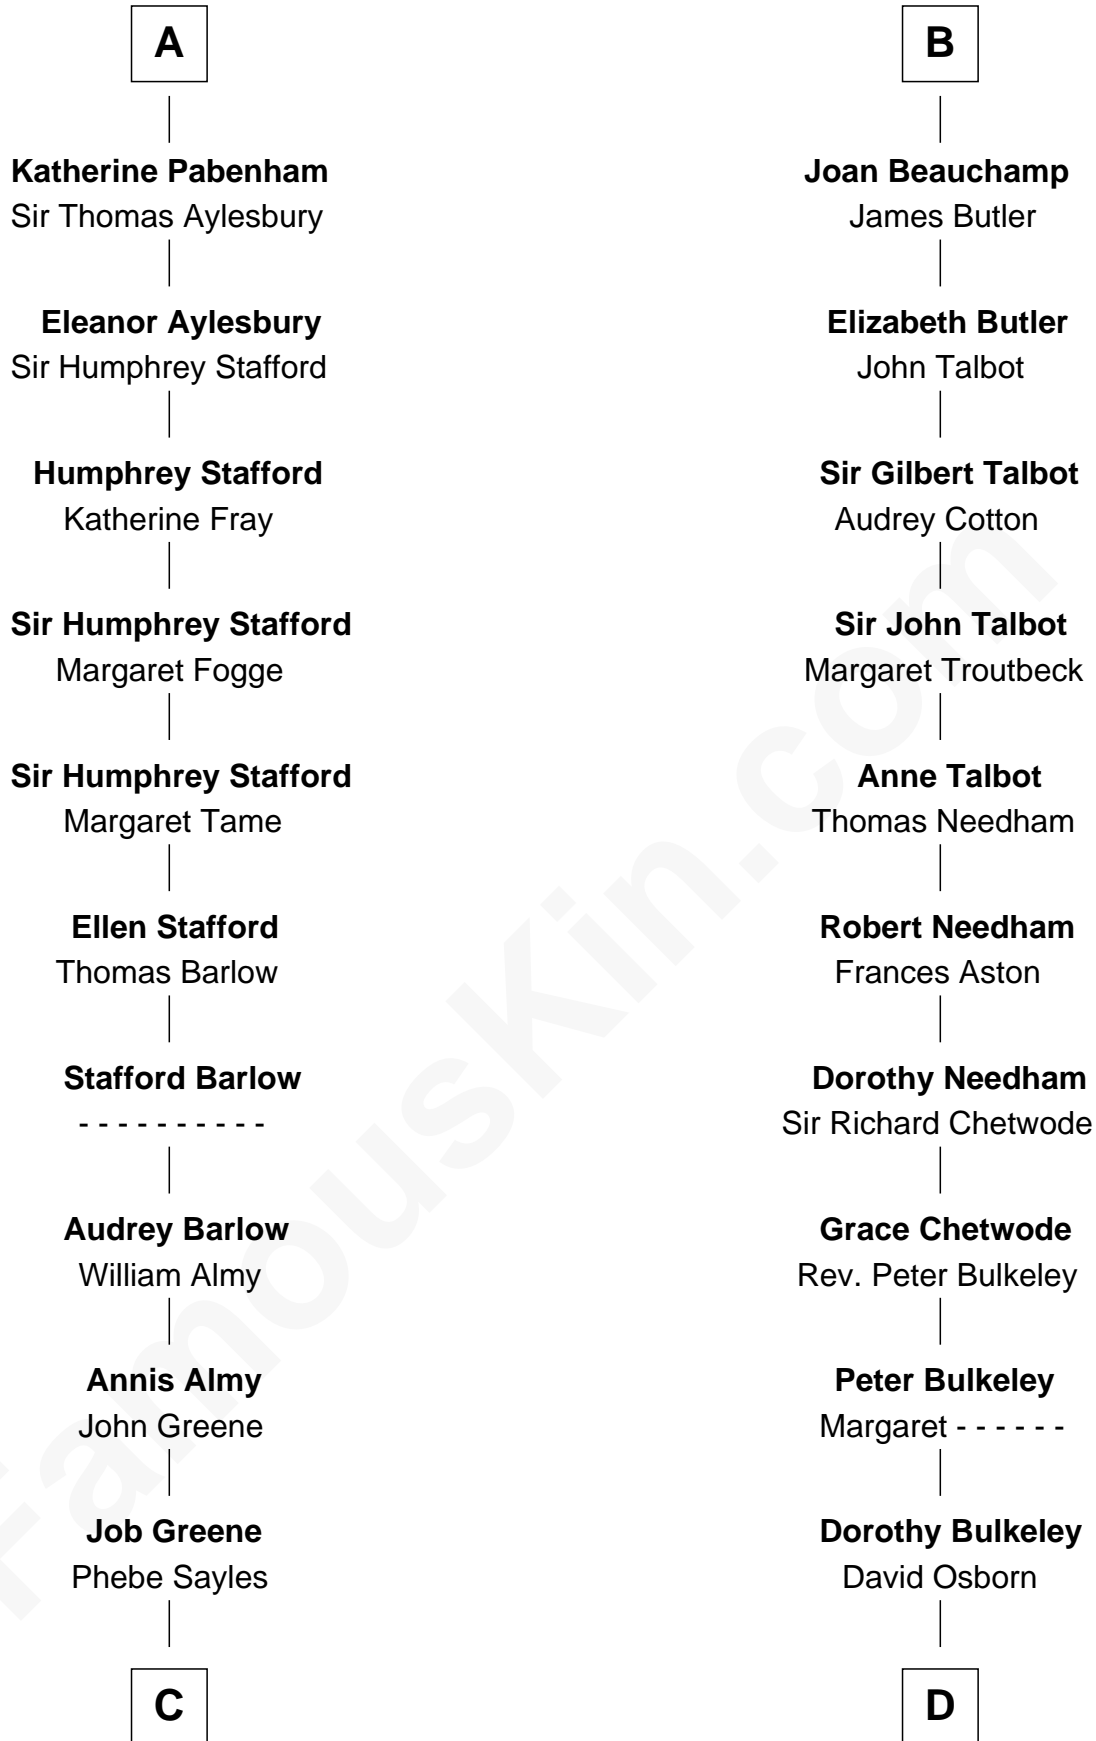 A
Katherine Pabenham
Sir Thomas Aylesbury
Eleanor Aylesbury
Sir Humphrey Stafford
Humphrey Stafford
Katherine Fray
Sir Humphrey Stafford
Margaret Fogge
Sir Humphrey Stafford
Margaret Tame
Ellen Stafford
Thomas Barlow
Stafford Barlow
- - - - - - - - - -
Audrey Barlow
William Almy
Annis Almy
John Greene
Job Greene
Phebe Sayles
C
B
Joan Beauchamp
James Butler
Elizabeth Butler
John Talbot
Sir Gilbert Talbot
Audrey Cotton
Sir John Talbot
Margaret Troutbeck
Anne Talbot
Thomas Needham
Robert Needham
Frances Aston
Dorothy Needham
Sir Richard Chetwode
Grace Chetwode
Rev. Peter Bulkeley
Peter Bulkeley
Margaret - - - - - -
Dorothy Bulkeley
David Osborn
D
FamousKin.com